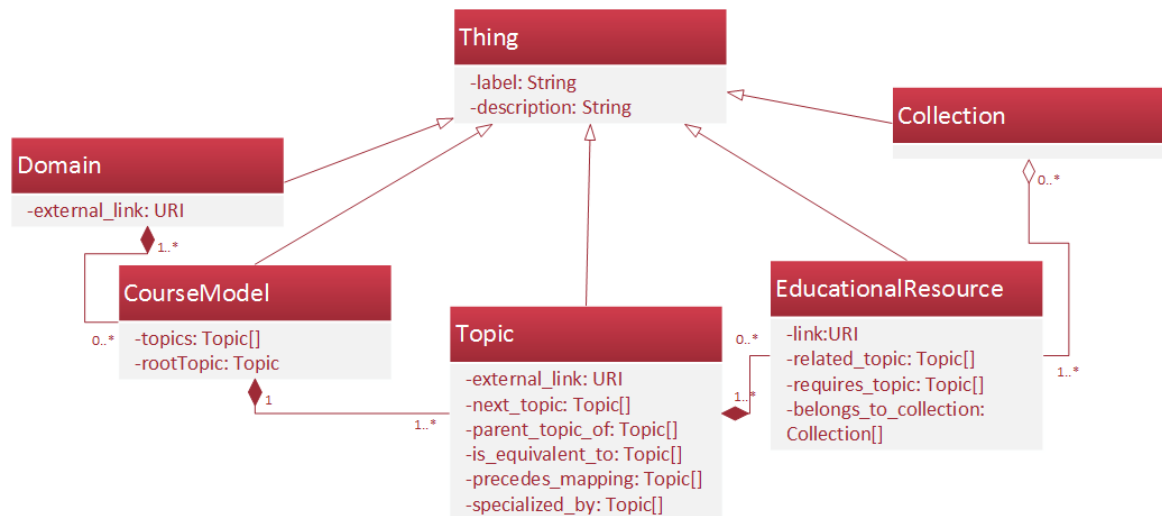 Thing
-label: String
-description: String
Collection
0..*
Domain
-external_link: URI
1..*
0..*
CourseModel
-topics: Topic[]
-rootTopic: Topic
1
1..*
Topic
-external_link: URI
-next_topic: Topic[]
-parent_topic_of: Topic[]
-is_equivalent_to: Topic[]
-precedes_mapping: Topic[]
-specialized_by: Topic[]
0..*
1..*
EducationalResource
-link:URI
-related_topic: Topic[]
-requires_topic: Topic[]
-belongs_to_collection:
Collection[]
1..*